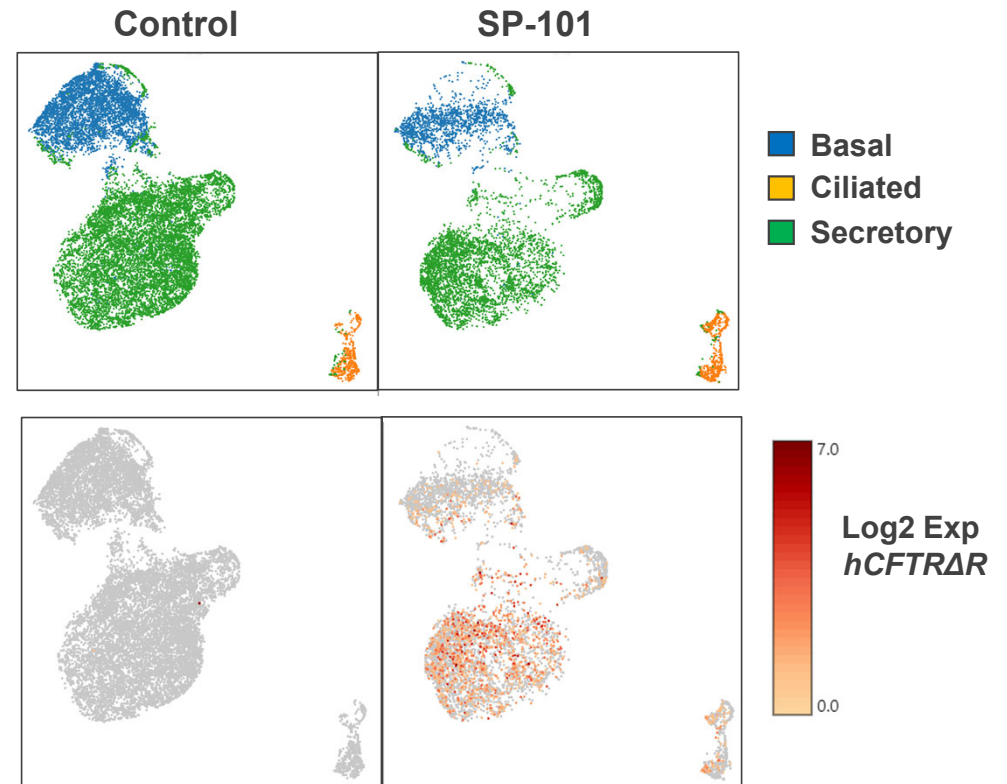 Control
SP-101
Basal
Ciliated
Secretory
7.0
Log2 Exp
hCFTRΔR
0.0